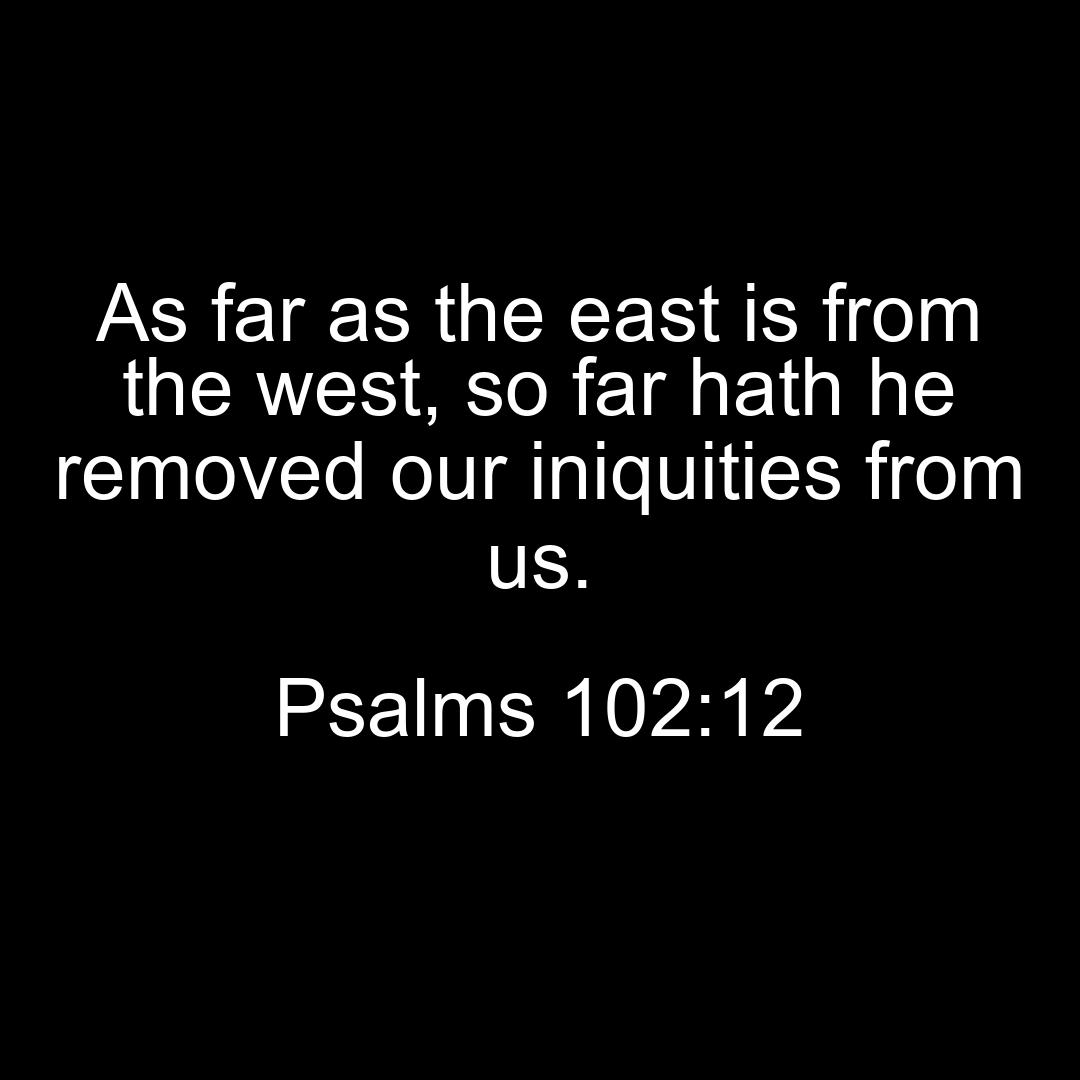 As far as the east is from
the west, so far hath he
removed our iniquities from
us.
Psalms 102:12